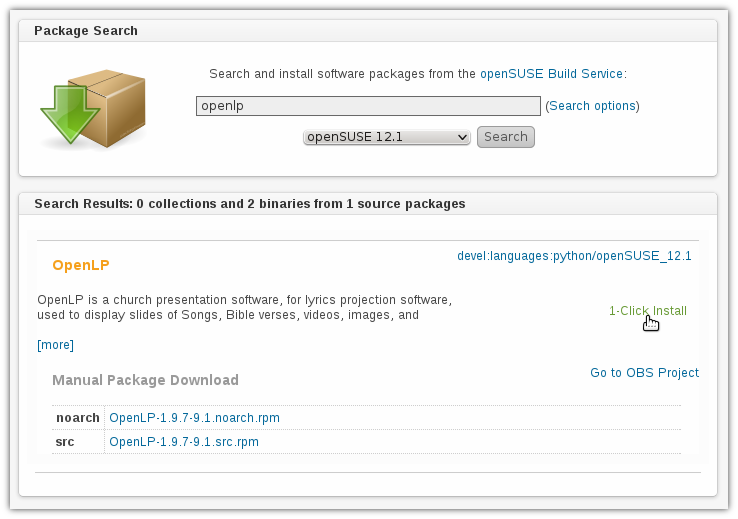 Package Search
Search and install software packages from the openSUSE Build Service:
openlp
(Search options)
openSUSE 12.1
Search
Search Results: 0 collections and 2 binaries from 1 source packages
OpenLP
devel:languages:python/openSUSE_12.1
OpenLP is a church presentation software, for lyrics projection software,
used to display slides of Songs, Bible verses, videos, images, and
1-Click Install
[more]
Manual Package Download
Go to OBS Project
noarch OpenLP-1.9.7-9.1.noarch.rpm
src OpenLP-1.9.7-9.1.src.rpm